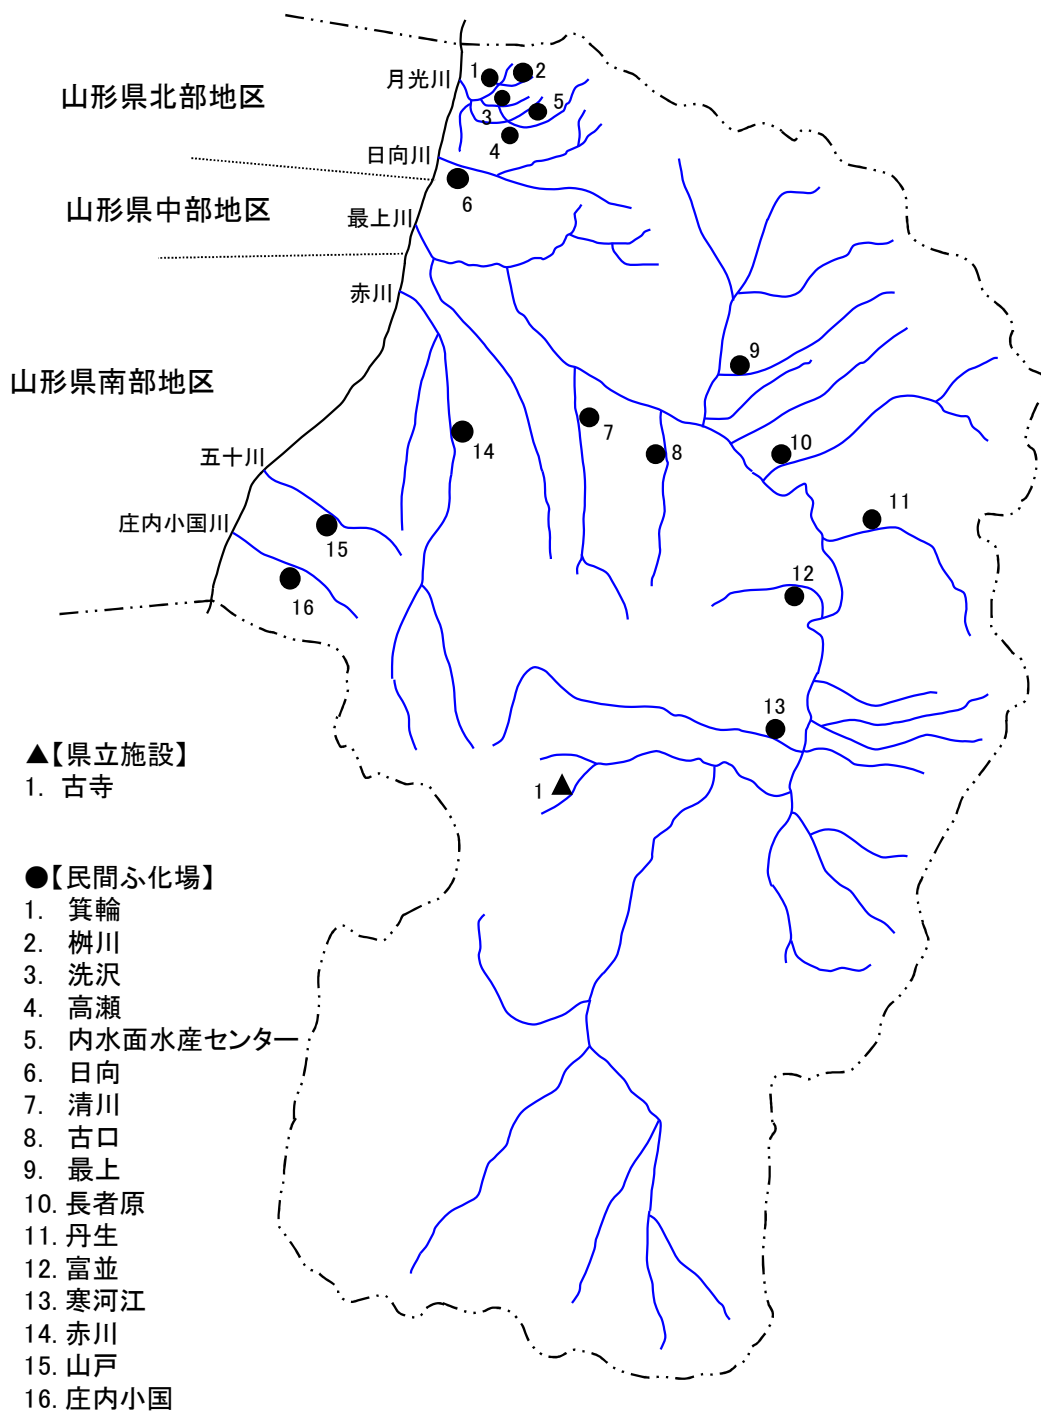 月光川
1
2
山形県北部地区
3
5
4
日向川
6
山形県中部地区
最上川
赤川
山形県南部地区
9
7
14
8
10
五十川
11
庄内小国川
15
12
16
13
▲【県立施設】
1. 古寺
1
●【民間ふ化場】
1. 箕輪
2. 桝川
3. 洗沢
4. 高瀬
5. 内水面水産センター
6. 日向
7. 清川
8. 古口
9. 最上
10. 長者原
11. 丹生
12. 富並
13. 寒河江
14. 赤川
15. 山戸
16. 庄内小国